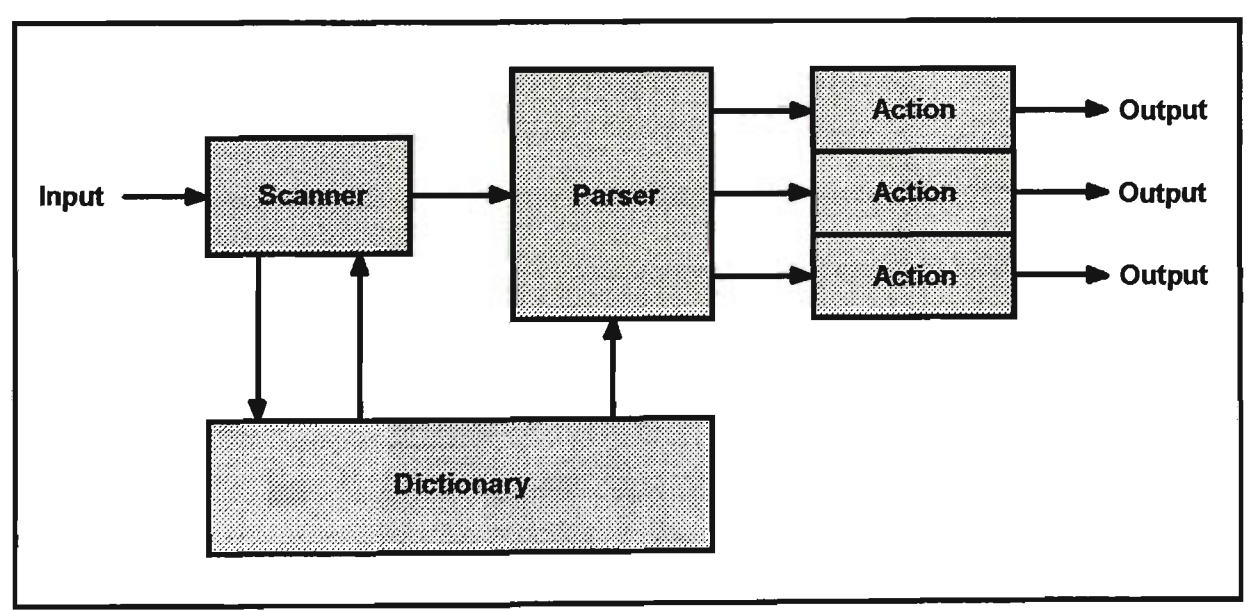 Action
Output
Input
Scanner
Parser
Action
Output
Action
Output
Dictionary